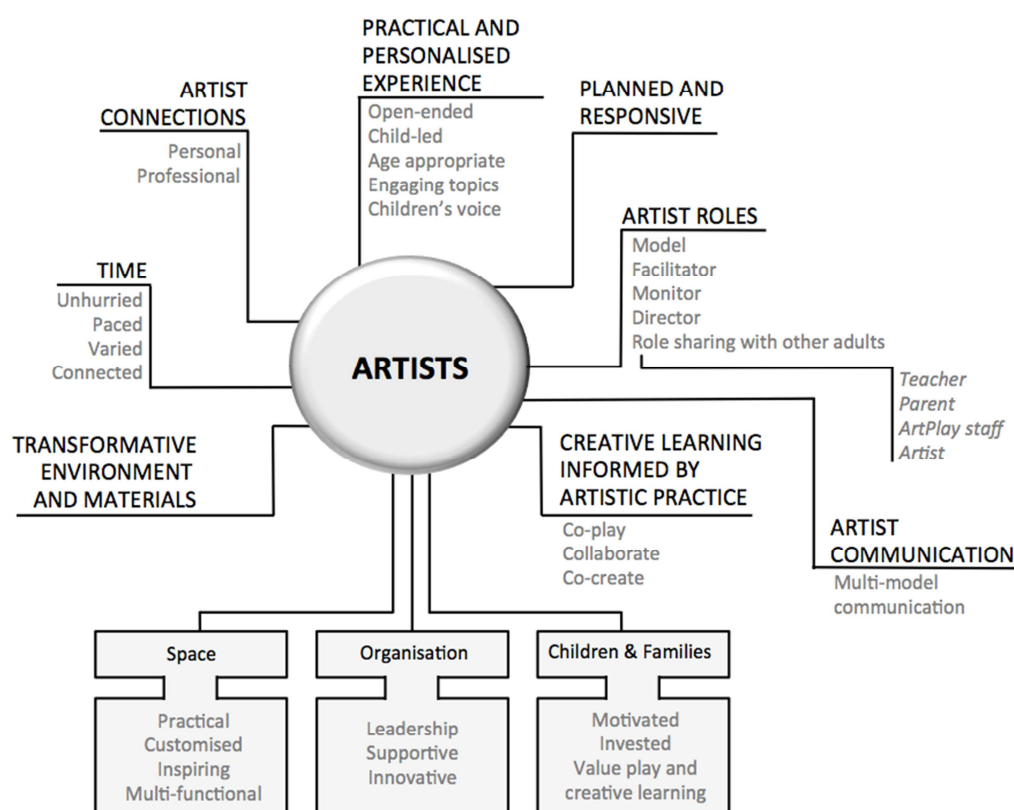 PRACTICAL AND
PERSONALISED
EXPERIENCE
Open-ended
Child-led
Age appropriate
Engaging topics
Children's voice
ARTIST
CONNECTIONS
Personal
Professional
PLANNED AND
RESPONSIVE
ARTIST ROLES
Model
Facilitator
Monitor
Director
Role sharing with other adults
Teacher
Parent
ArtPlay staff
Artist
TIME
Unhurried
Paced
Varied
Connected
ARTISTS
TRANSFORMATIVE
ENVIRONMENT
AND MATERIALS
CREATIVE LEARNING
INFORMED BY
ARTISTIC PRACTICE
Co-play
Collaborate
Co-create
ARTIST
COMMUNICATION
Multi-model
communication
Space
Practical
Customised
Inspiring
Multi-functional
Organisation
Leadership
Supportive
Innovative
Children & Families
Motivated
Invested
Value play and
creative learning